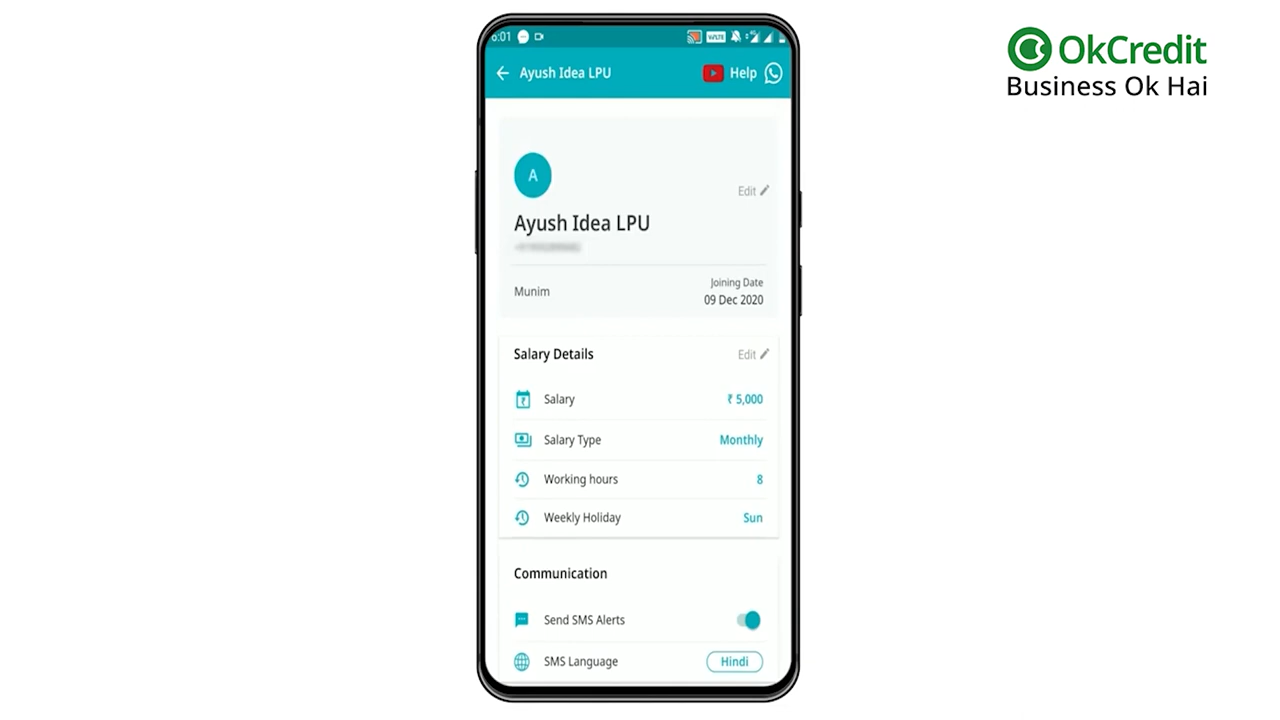 6:01
VoLTE
OkCredit
Business Ok Hai
Ayush Idea LPU
Help
A
Edit
Ayush Idea LPU
Joining Date
Munim
09 Dec 2020
Salary Details
Edit
Salary
₹ 5,000
Salary Type
Monthly
Working hours
8
Weekly Holiday
Sun
Communication
Send SMS Alerts
SMS Language
Hindi